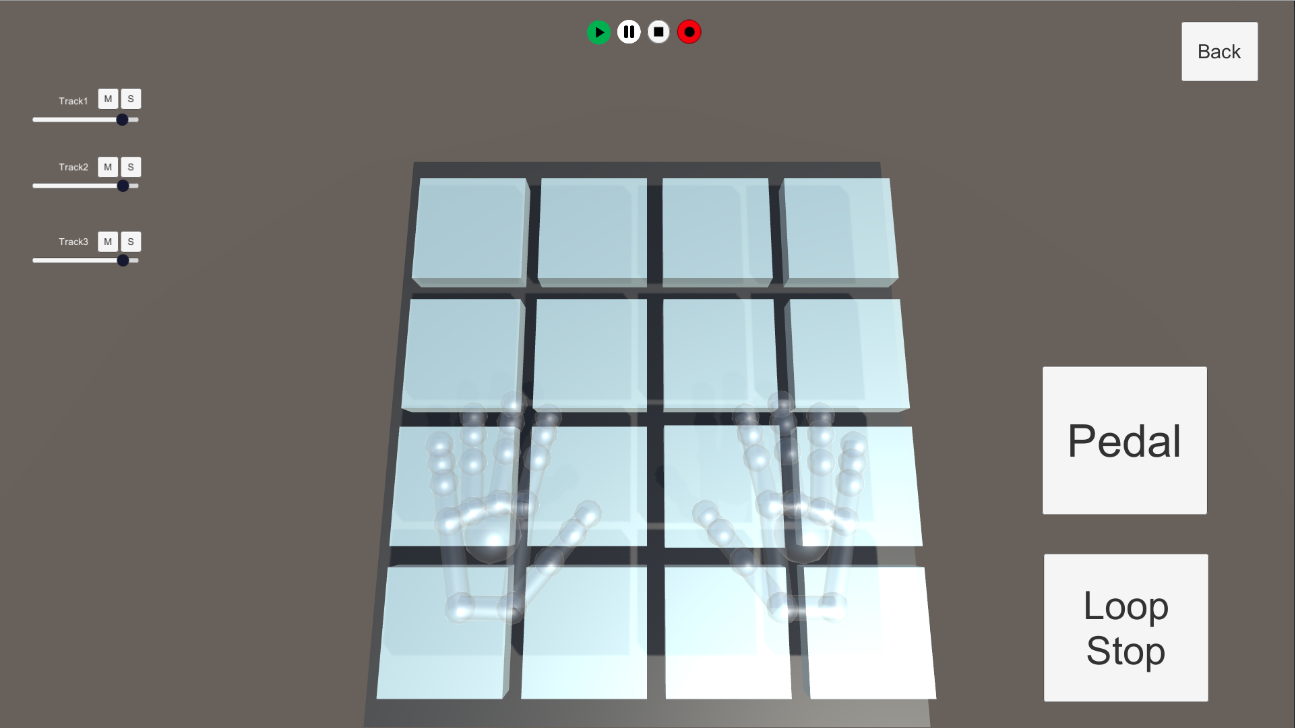 Back
Track1 M S
Track2 M S
Track3 M S
Pedal
Loop
Stop